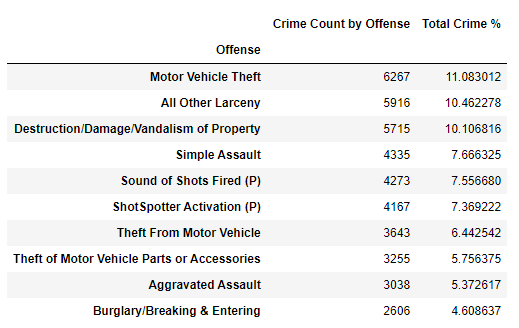 Crime Count by Offense Total Crime %
Offense
Motor Vehicle Theft 6267 11.083012
All Other Larceny 5916 10.462278
Destruction/Damage/Vandalism of Property 5715 10.106816
Simple Assault 4335 7.666325
Sound of Shots Fired (P) 4273 7.556680
ShotSpotter Activation (P) 4167 7.369222
Theft From Motor Vehicle 3643 6.442542
Theft of Motor Vehicle Parts or Accessories 3255 5.756375
Aggravated Assault 3038 5.372617
Burglary/Breaking & Entering 2606 4.608637